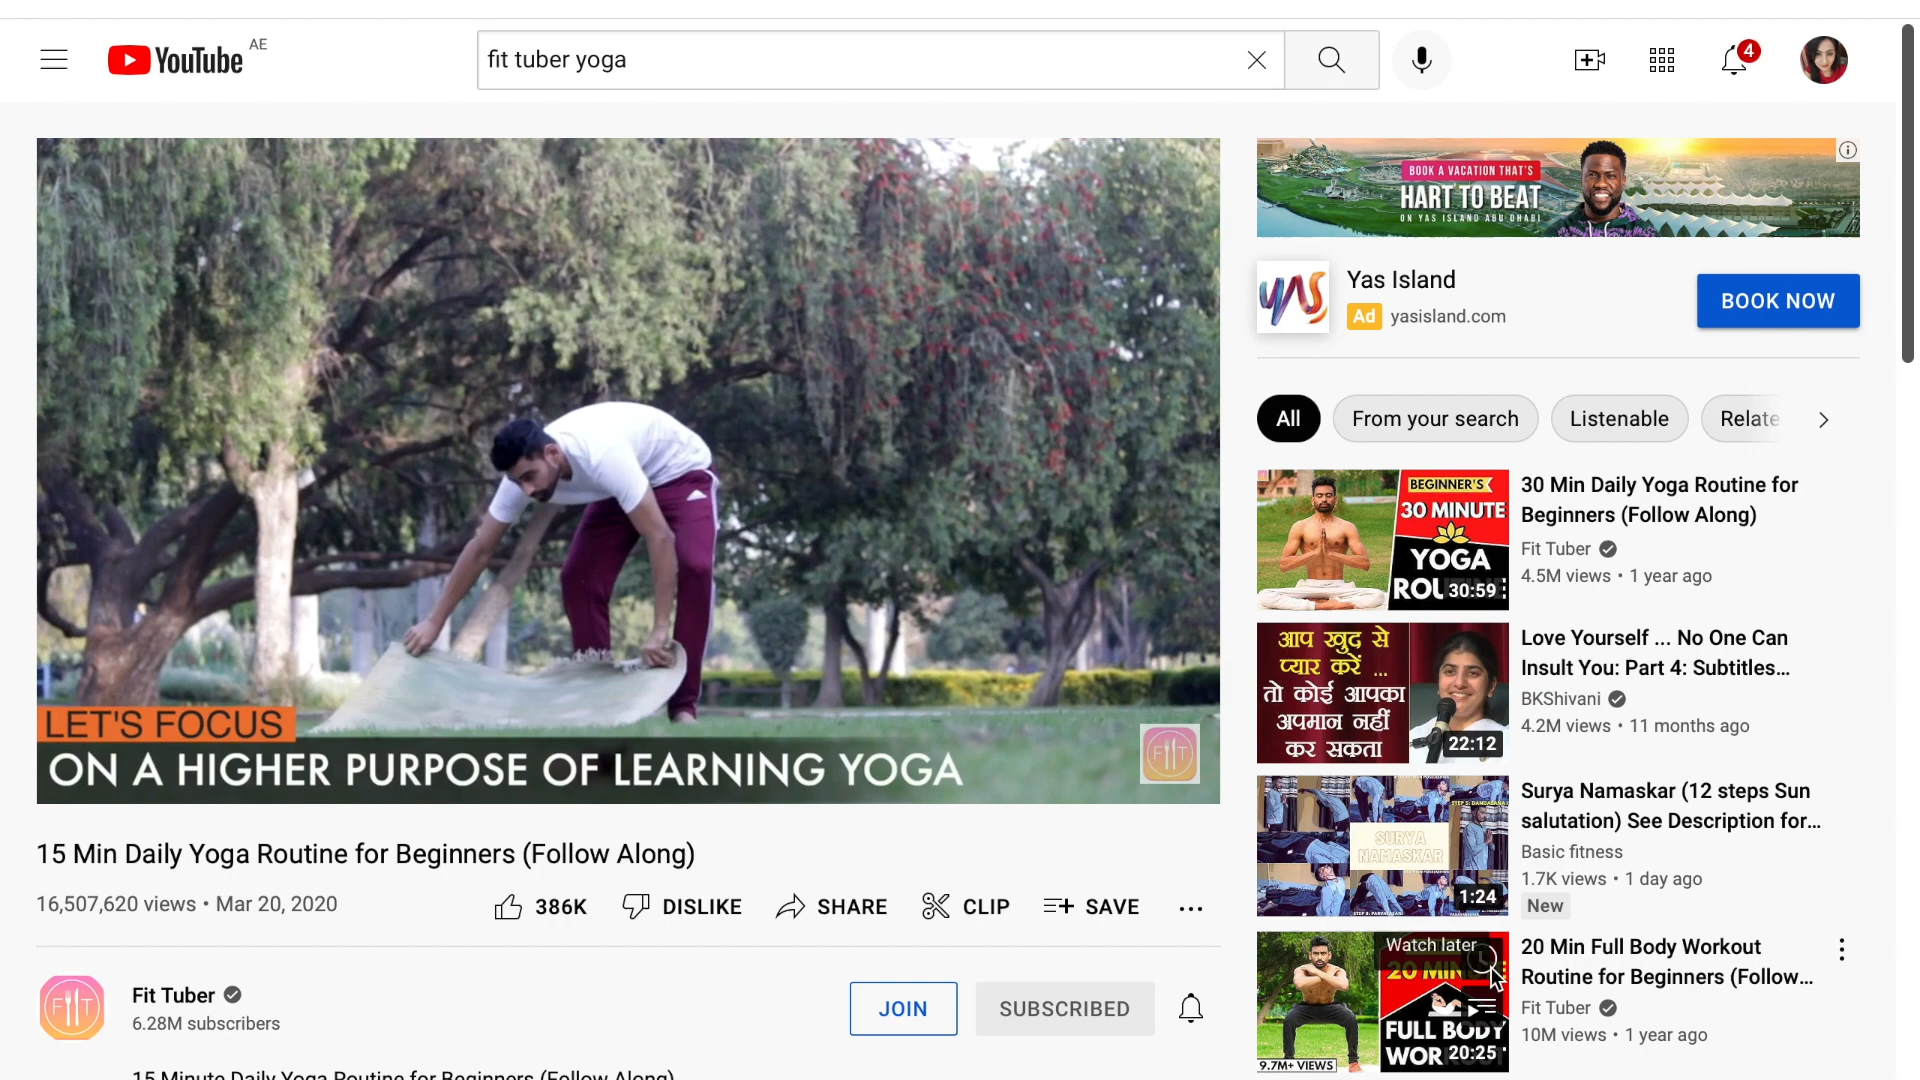 YouTube AE
fit tuber yoga
4
LET'S FOCUS
ON A HIGHER PURPOSE OF LEARNING YOGA
FIT
15 Min Daily Yoga Routine for Beginners (Follow Along)
16,507,620 views • Mar 20, 2020
386K
DISLIKE
SHARE
CLIP
SAVE
FIT
Fit Tuber
6.28M subscribers
JOIN
SUBSCRIBED
15 Minute Daily Yoga Routine for Beginners (Follow Along)
BOOK A VACATION THAT'S
HART TO BEAT
ON YAS ISLAND ABU DHABI
yas
Yas Island
Ad yasisland.com
BOOK NOW
All
From your search
Listenable
Relate
BEGINNER'S
30 MINUTE
YOGA
30:59
30 Min Daily Yoga Routine for
Beginners (Follow Along)
Fit Tuber
4.5M views • 1 year ago
आप खुद से
प्यार करें ...
तो कोई आपका
अपमान नहीं
कर सकता
22:12
Love Yourself ... No One Can
Insult You: Part 4: Subtitles...
BKShivani
4.2M views • 11 months ago
SURYA
NAMASKAR
1:24
Surya Namaskar (12 steps Sun
salutation) See Description for...
Basic fitness
1.7K views • 1 day ago
New
Watch later
20 MIN
FULL BODY
20:25
9.7M+ VIEWS
20 Min Full Body Workout
Routine for Beginners (Follow...
Fit Tuber
10M views • 1 year ago